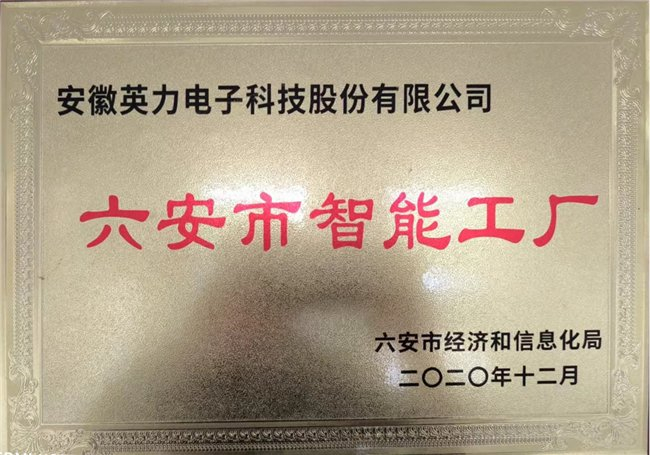 安徽英力电子科技股份有限公司
六安市智能工厂
六安市经济和信息化局
二〇二〇年十二月